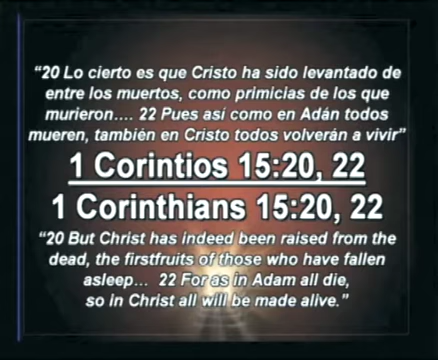 “20 Lo cierto es que Cristo ha sido levantado de
entre los muertos, como primicias de los que
murieron.... 22 Pues así como en Adán todos
mueren, también en Cristo todos volverán a vivir”
1 Corintios 15:20, 22
1 Corinthians 15:20, 22
“20 But Christ has indeed been raised from the
dead, the firstfruits of those who have fallen
asleep... 22 For as in Adam all die,
so in Christ all will be made alive.”